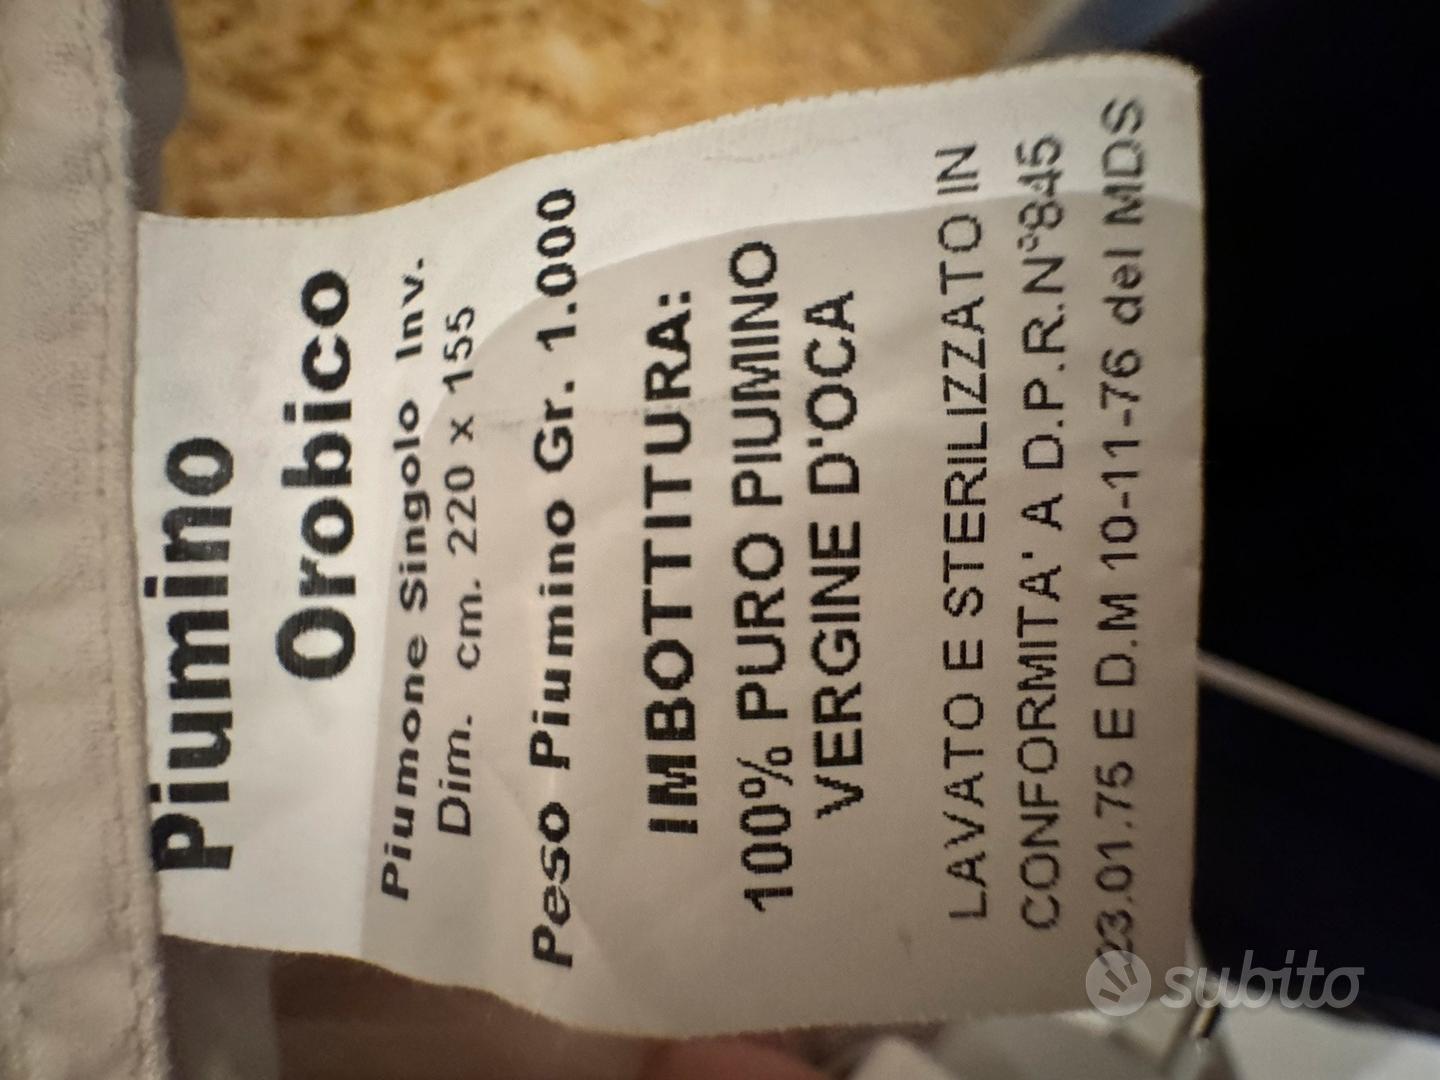 Piumino
Orobico
Piumone Singolo Inv.
Dim. cm. 220 x 155
Peso Piumino Gr. 1.000
IMBOTTITURA:
100% PURO PIUMINO
VERGINE D'OCA
LAVATO E STERILIZZATO IN
CONFORMITA' A D.P.R.N°845
23.01.75 E D.M 10-11-76 del MDS
subito